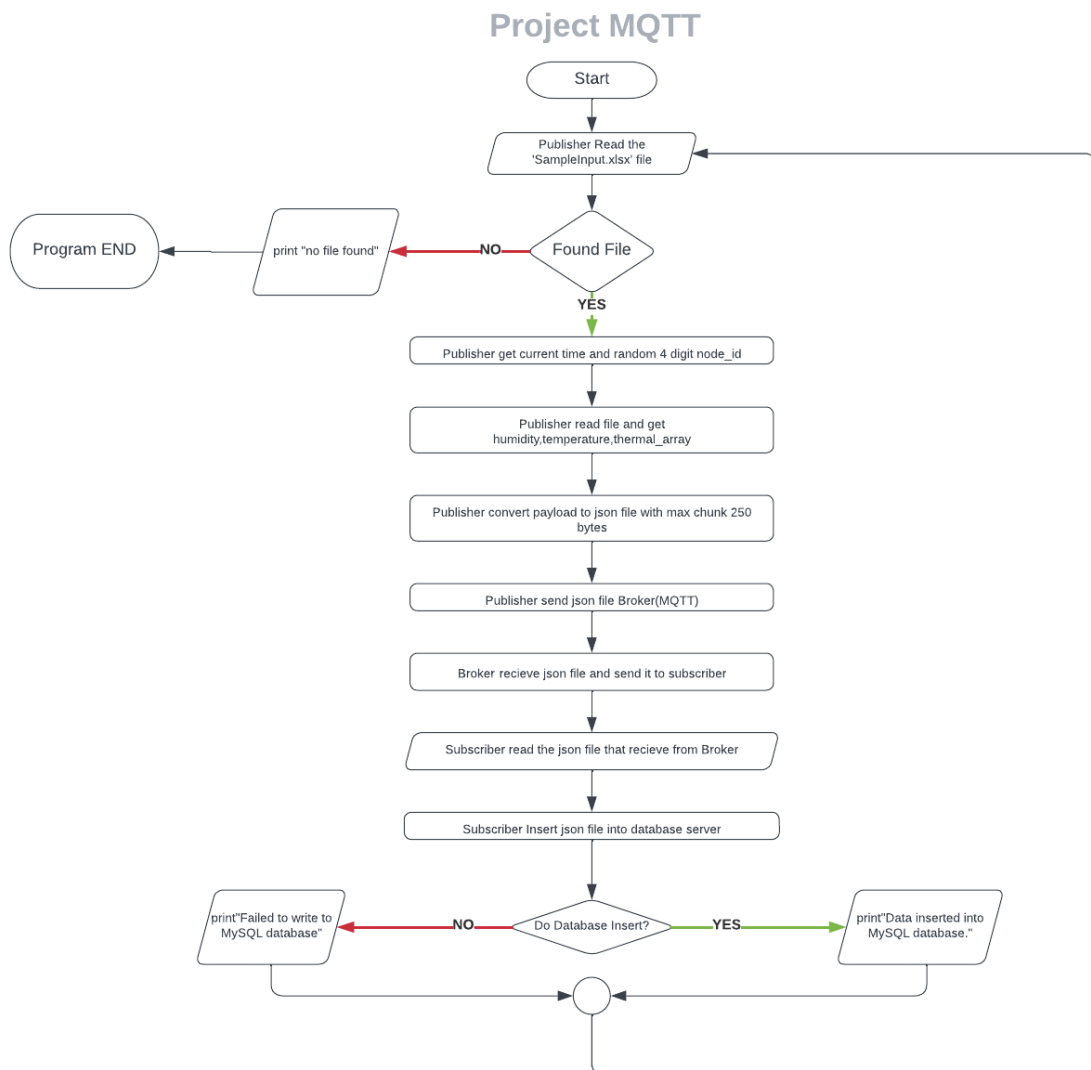 Project MQTT
Start
Publisher Read the
'SampleInput.xlsx' file
Found File
NO
print "no file found"
Program END
YES
Publisher get current time and random 4 digit node_id
Publisher read file and get
humidity,temperature,thermal_array
Publisher convert payload to json file with max chunk 250
bytes
Publisher send json file Broker(MQTT)
Broker recieve json file and send it to subscriber
Subscriber read the json file that recieve from Broker
Subscriber Insert json file into database server
Do Database Insert?
NO
print"Failed to write to
MySQL database"
YES
print"Data inserted into
MySQL database."